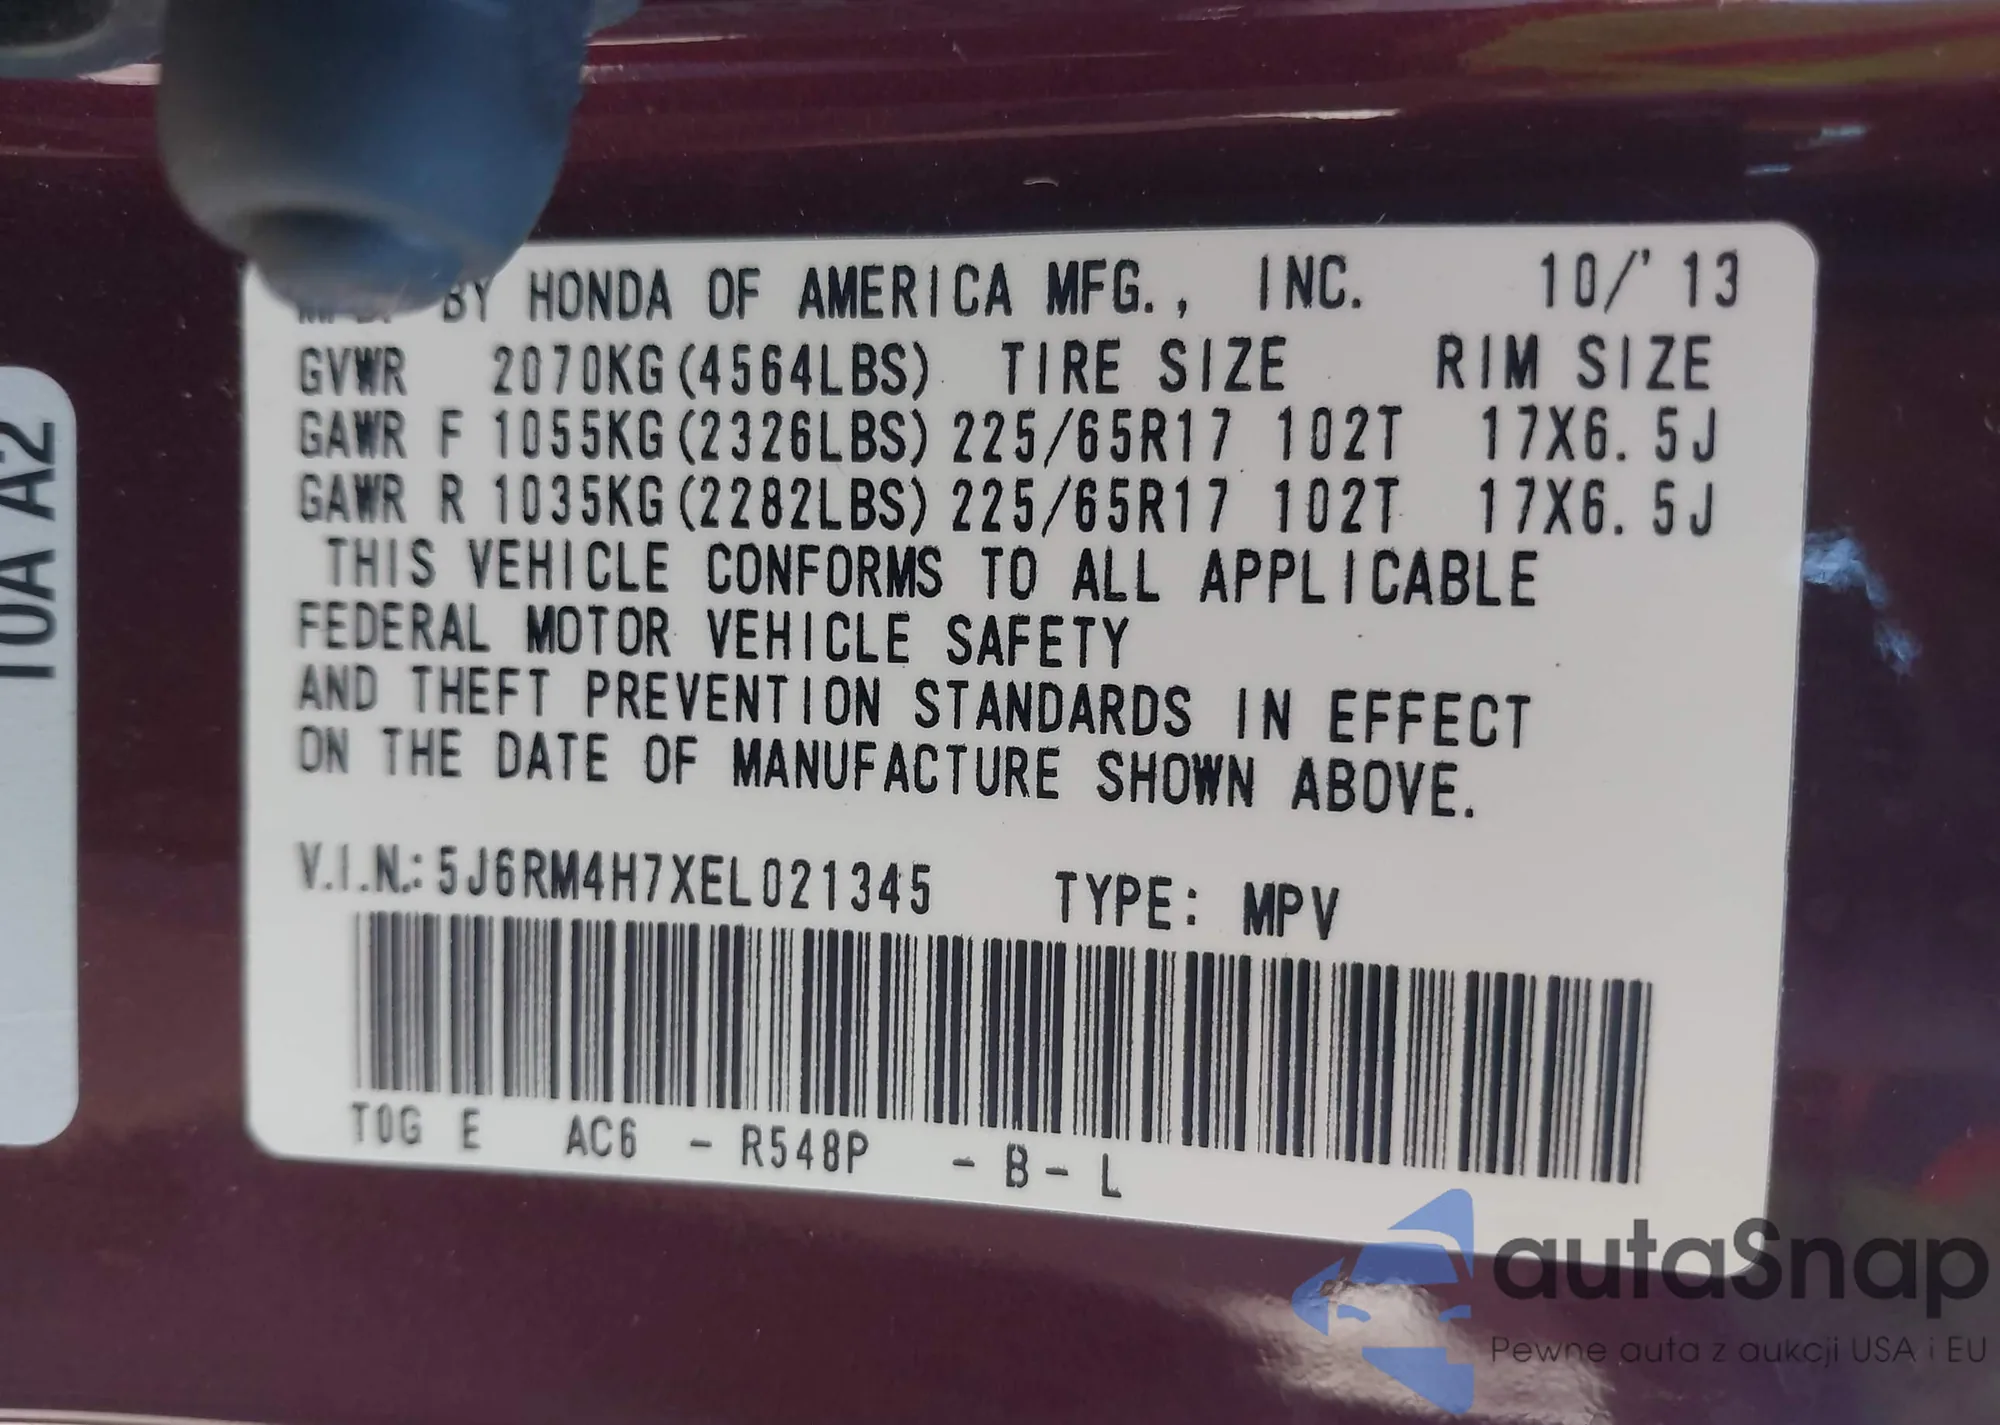 MFD. BY HONDA OF AMERICA MFG., INC. 10/'13
GVWR 2070KG(4564LBS) TIRE SIZE RIM SIZE
GAWR F 1055KG(2326LBS) 225/65R17 102T 17X6.5J
GAWR R 1035KG(2282LBS) 225/65R17 102T 17X6.5J
THIS VEHICLE CONFORMS TO ALL APPLICABLE
FEDERAL MOTOR VEHICLE SAFETY
AND THEFT PREVENTION STANDARDS IN EFFECT
ON THE DATE OF MANUFACTURE SHOWN ABOVE.
V.I.N.: 5J6RM4H7XEL021345 TYPE: MPV
T0G E AC6 - R548P - B - L
A2
autaSnap
Pewne auta z aukcji USA i EU